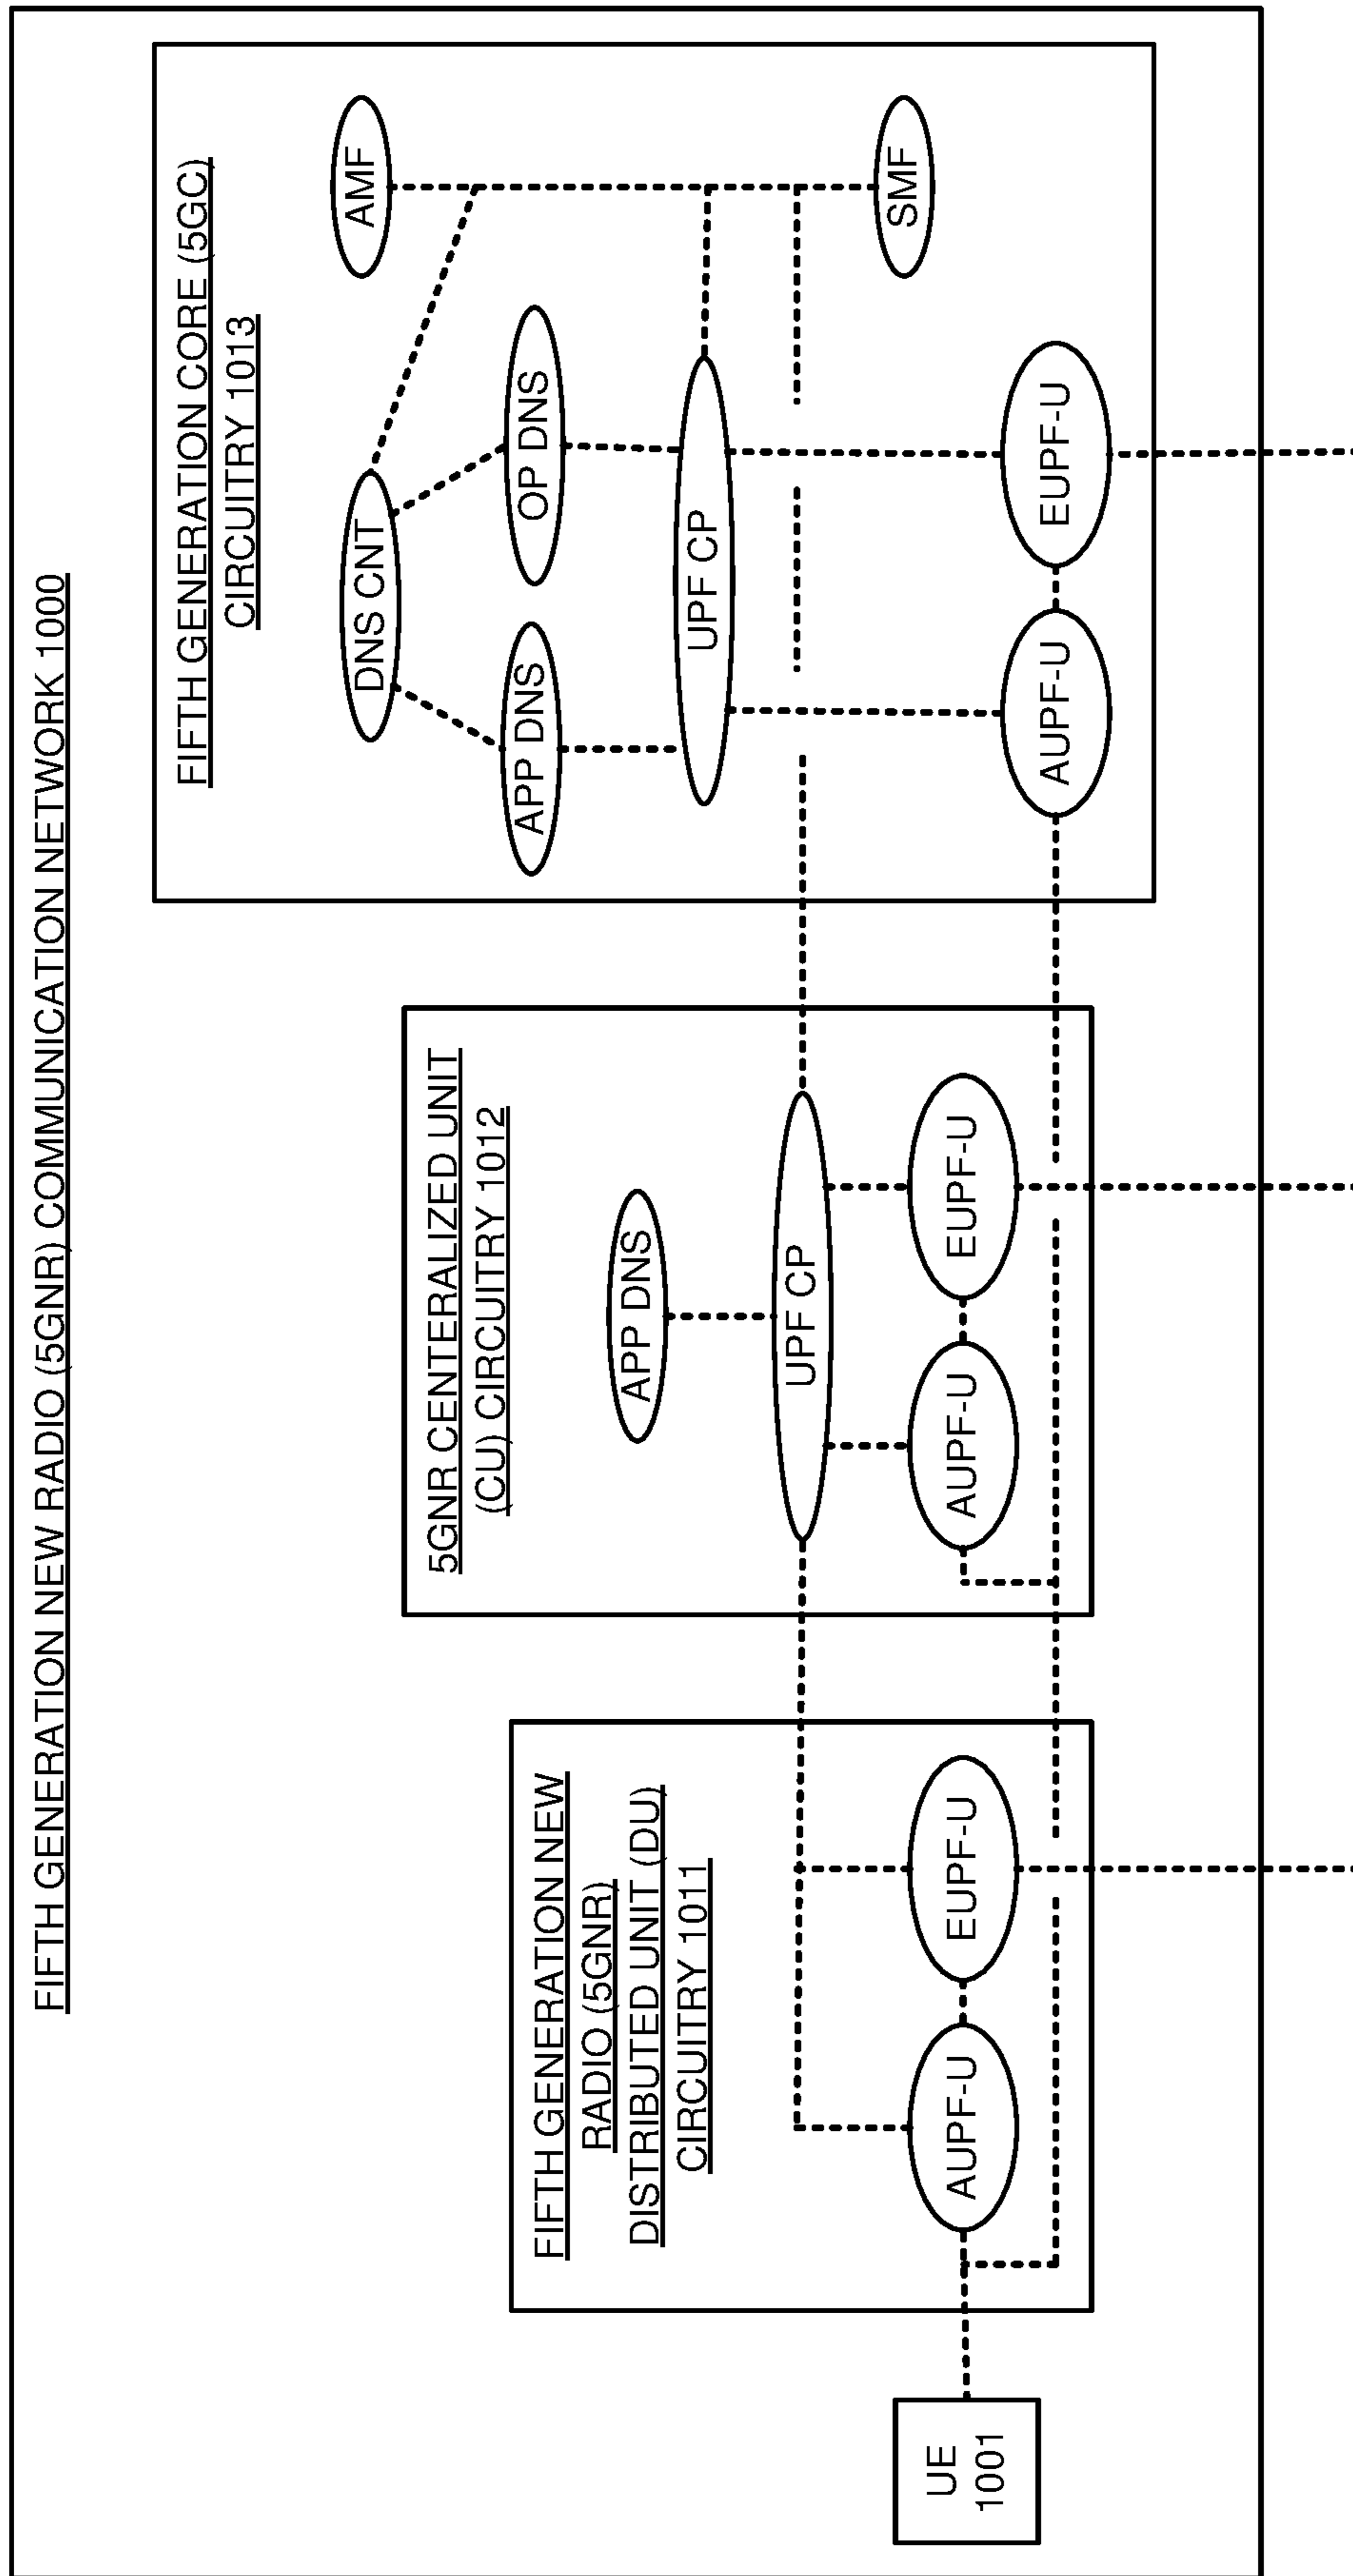 FIFTH GENERATION NEW RADIO (5GNR) COMMUNICATION NETWORK 1000
FIFTH GENERATION NEW
RADIO (5GNR)
DISTRIBUTED UNIT (DU)
CIRCUITRY 1011
AUPF-U
EUPF-U
UE
1001
5GNR CENTERALIZED UNIT
(CU) CIRCUITRY 1012
APP DNS
UPF CP
AUPF-U
EUPF-U
FIFTH GENERATION CORE (5GC)
CIRCUITRY 1013
DNS CNT
AMF
APP DNS
OP DNS
UPF CP
SMF
AUPF-U
EUPF-U